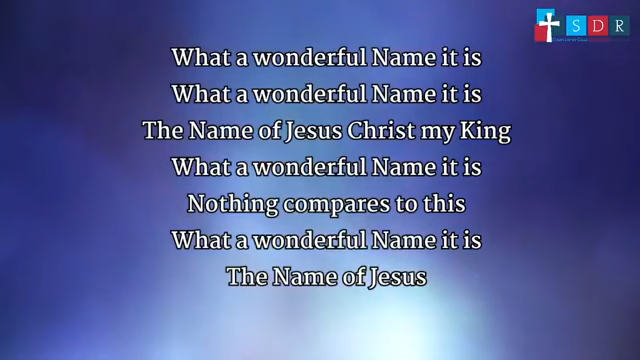 SDR
What a wonderful Name it is
What a wonderful Name it is
The Name of Jesus Christ my King
What a wonderful Name it is
Nothing compares to this
What a wonderful Name it is
The Name of Jesus